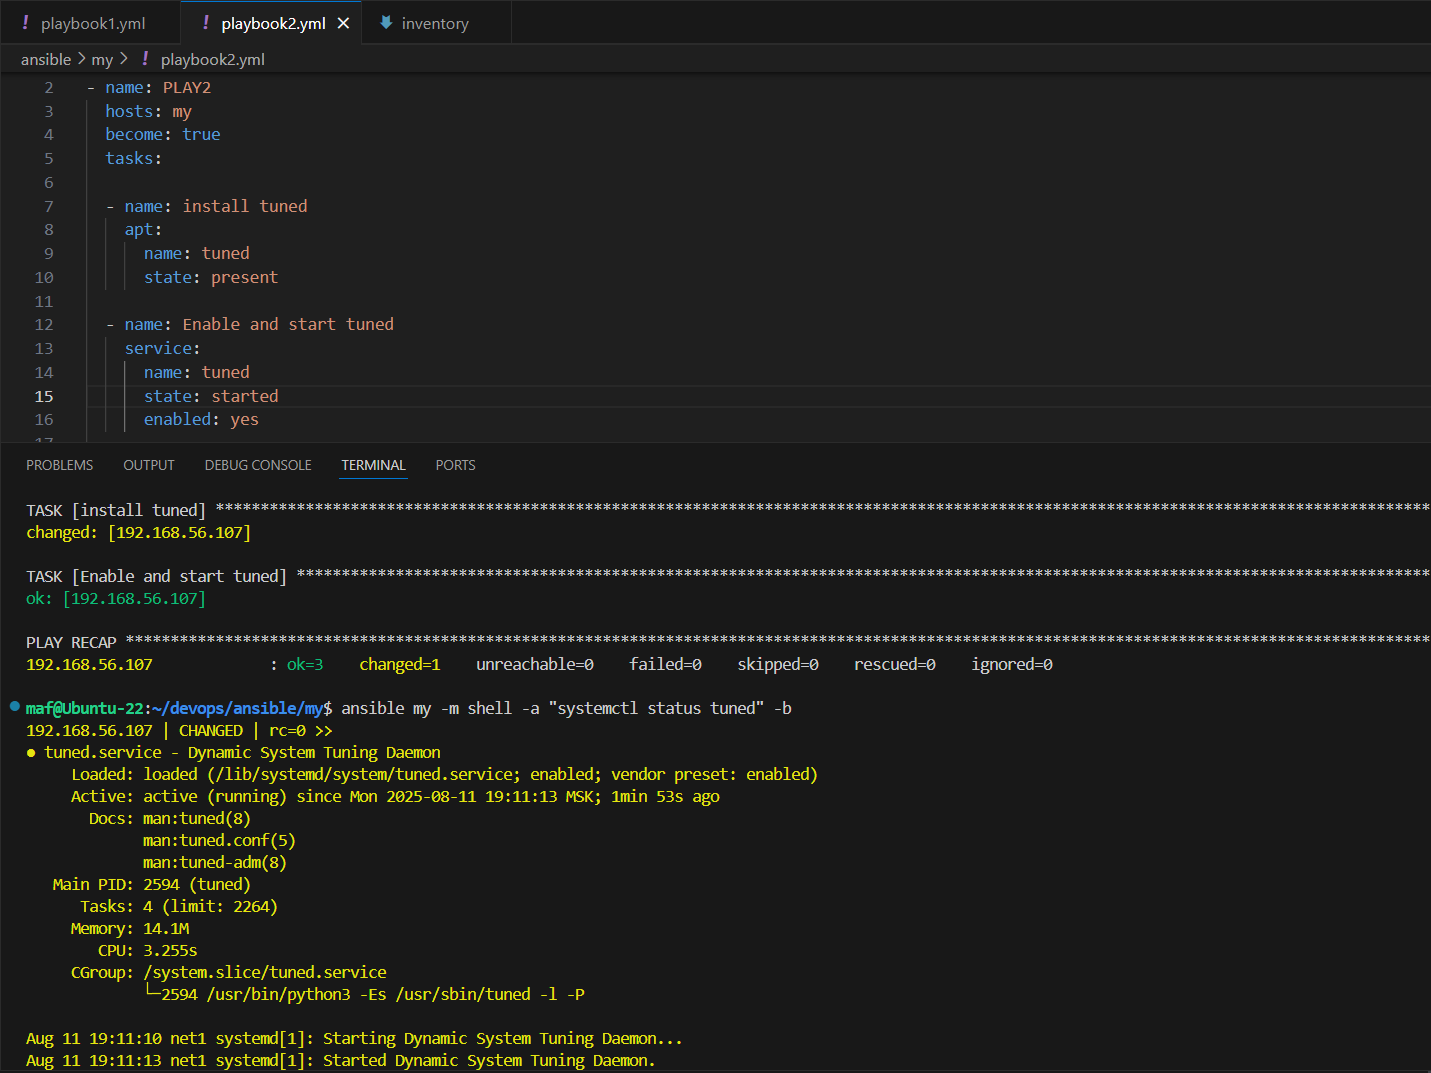 ! playbook1.yml ! playbook2.yml × inventory
ansible > my > ! playbook2.yml
2 - name: PLAY2
3 hosts: my
4 become: true
5 tasks:
6
7 - name: install tuned
8 apt:
9 name: tuned
10 state: present
11
12 - name: Enable and start tuned
13 service:
14 name: tuned
15 state: started
16 enabled: yes
17
PROBLEMS OUTPUT DEBUG CONSOLE TERMINAL PORTS
TASK [install tuned] ****************************************************************************************************************************************
changed: [192.168.56.107]
TASK [Enable and start tuned] *******************************************************************************************************************************
ok: [192.168.56.107]
PLAY RECAP **************************************************************************************************************************************************
192.168.56.107 : ok=3 changed=1 unreachable=0 failed=0 skipped=0 rescued=0 ignored=0
maf@Ubuntu-22:~/devops/ansible/my$ ansible my -m shell -a "systemctl status tuned" -b
192.168.56.107 | CHANGED | rc=0 >>
● tuned.service - Dynamic System Tuning Daemon
Loaded: loaded (/lib/systemd/system/tuned.service; enabled; vendor preset: enabled)
Active: active (running) since Mon 2025-08-11 19:11:13 MSK; 1min 53s ago
Docs: man:tuned(8)
man:tuned.conf(5)
man:tuned-adm(8)
Main PID: 2594 (tuned)
Tasks: 4 (limit: 2264)
Memory: 14.1M
CPU: 3.255s
CGroup: /system.slice/tuned.service
└─2594 /usr/bin/python3 -Es /usr/sbin/tuned -l -P
Aug 11 19:11:10 net1 systemd[1]: Starting Dynamic System Tuning Daemon...
Aug 11 19:11:13 net1 systemd[1]: Started Dynamic System Tuning Daemon.